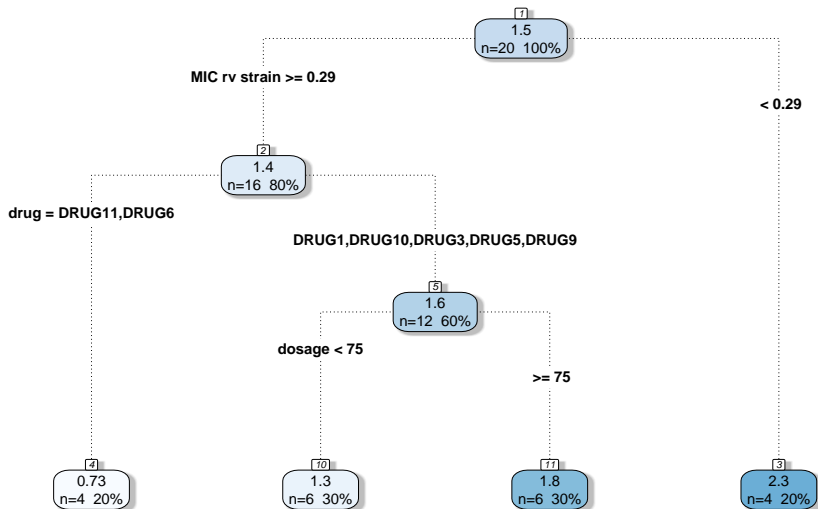 1
1.5
n=20 100%
MIC rv strain >= 0.29
< 0.29
2
1.4
n=16 80%
drug = DRUG11,DRUG6
DRUG1,DRUG10,DRUG3,DRUG5,DRUG9
5
1.6
n=12 60%
dosage < 75
>= 75
4
0.73
n=4 20%
10
1.3
n=6 30%
11
1.8
n=6 30%
3
2.3
n=4 20%